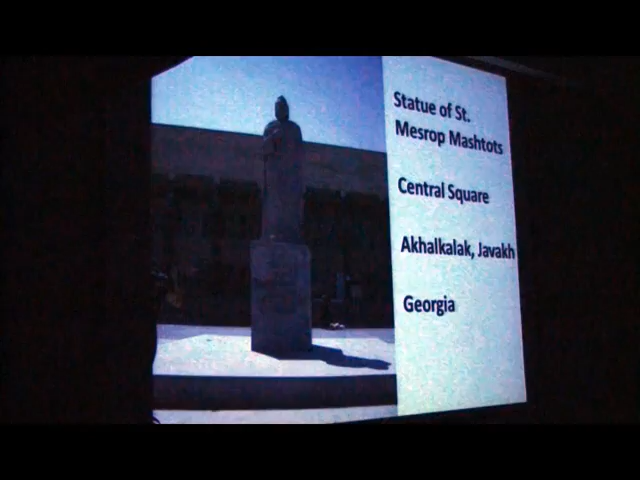 Statue of St.
Mesrop Mashtots
Central Square
Akhalkalak, Javakh
Georgia